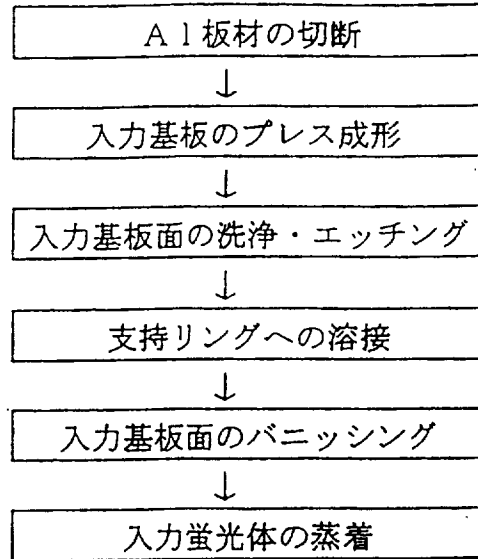 Al板材の切断
↓
入力基板のプレス成形
↓
入力基板面の洗浄・エッチング
↓
支持リングへの溶接
↓
入力基板面のバニッシング
↓
入力蛍光体の蒸着